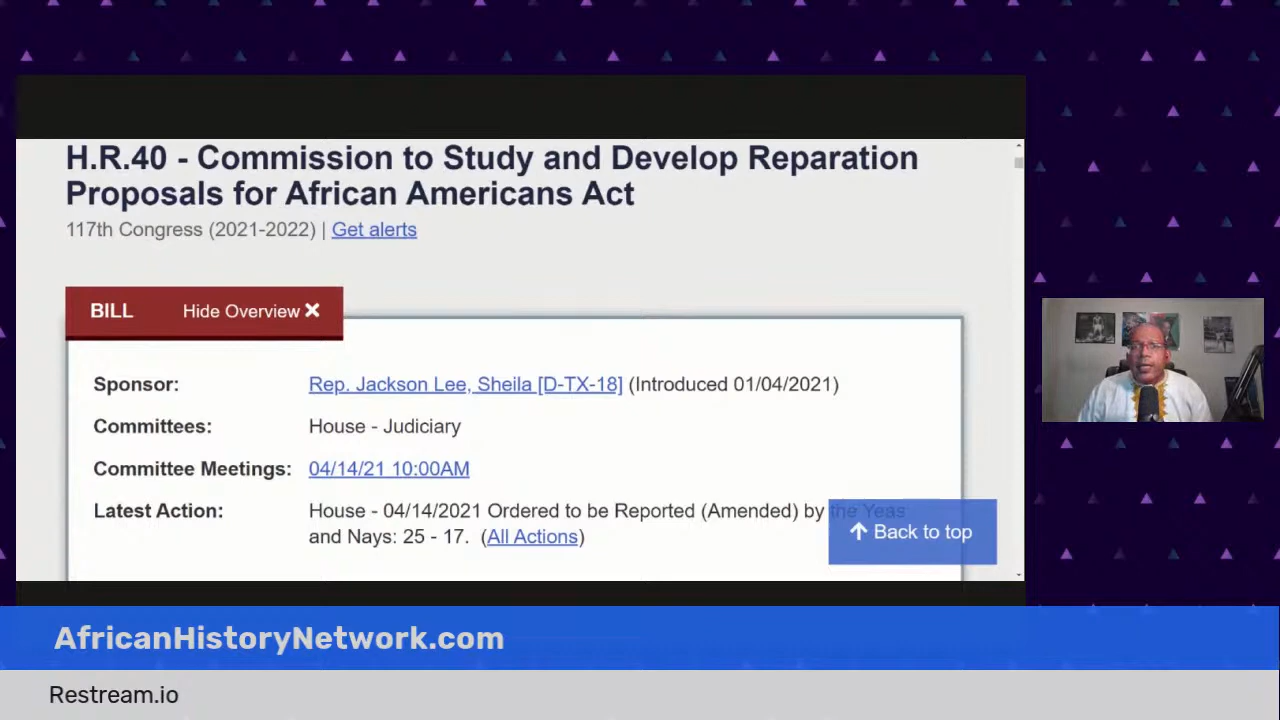 H.R.40 - Commission to Study and Develop Reparation
Proposals for African Americans Act
117th Congress (2021-2022) | Get alerts
BILL Hide Overview ✕
Sponsor: Rep. Jackson Lee, Sheila [D-TX-18] (Introduced 01/04/2021)
Committees: House - Judiciary
Committee Meetings: 04/14/21 10:00AM
Latest Action: House - 04/14/2021 Ordered to be Reported (Amended) by the Yeas
and Nays: 25 - 17. (All Actions)
↑ Back to top
AfricanHistoryNetwork.com
Restream.io